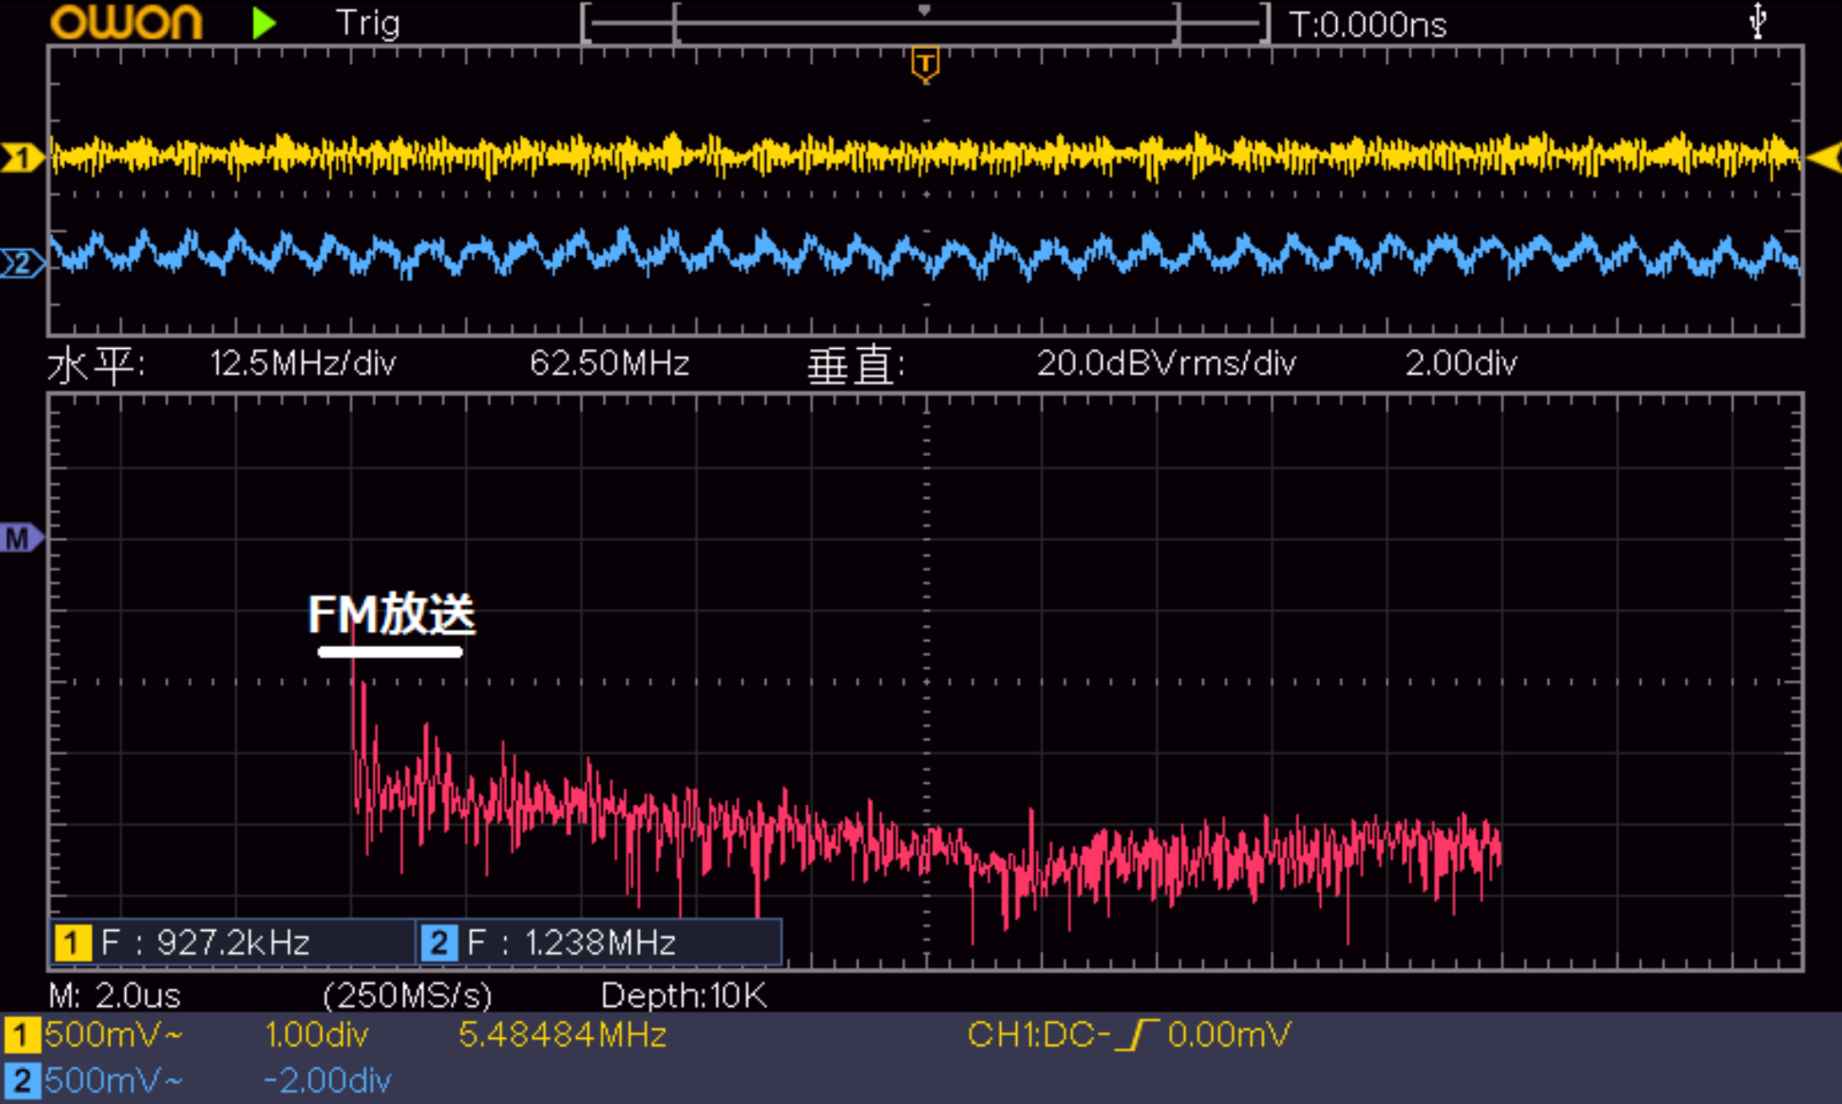 OWON Trig T:0.000ns
T
1
2
水平: 12.5MHz/div 62.50MHz 垂直: 20.0dBVrms/div 2.00div
M
FM放送
1 F : 927.2kHz 2 F : 1.238MHz
M: 2.0us (250MS/s) Depth:10K
1 500mV~ 1.00div 5.48484MHz CH1:DC- 0.00mV
2 500mV~ -2.00div